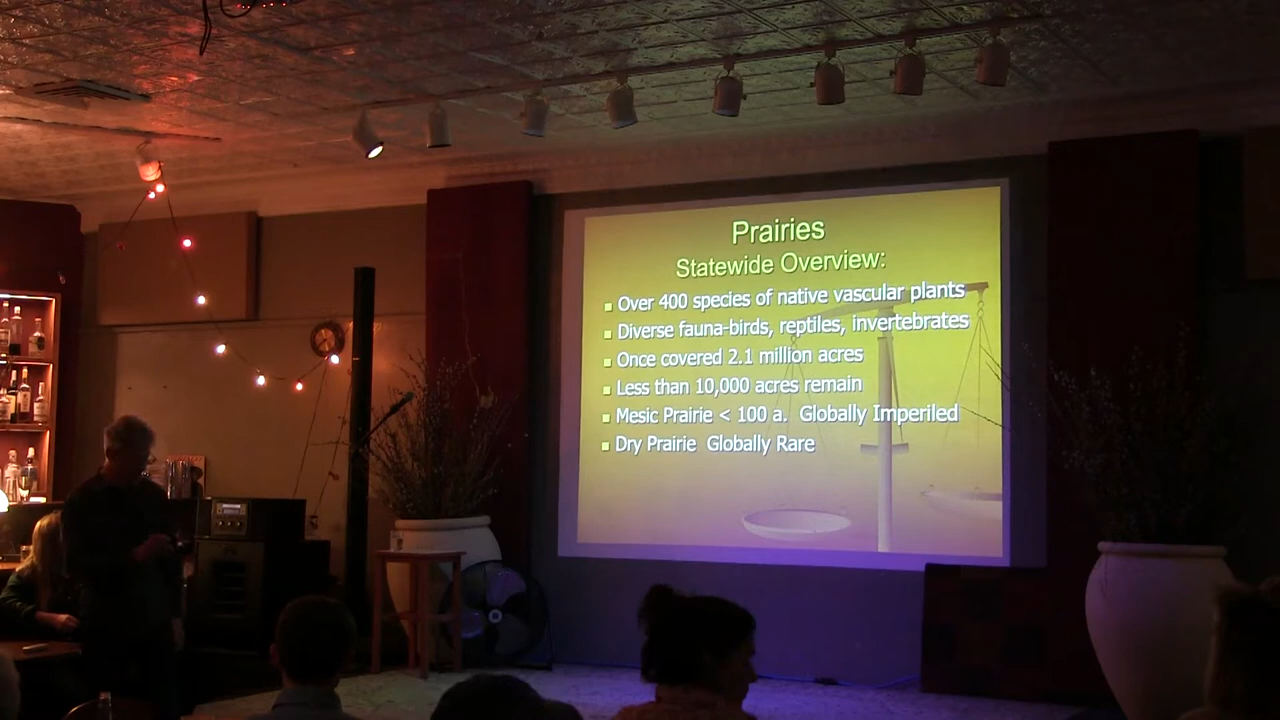 Prairies
Statewide Overview:
Over 400 species of native vascular plants
Diverse fauna-birds, reptiles, invertebrates
Once covered 2.1 million acres
Less than 10,000 acres remain
Mesic Prairie < 100 a. Globally Imperiled
Dry Prairie Globally Rare